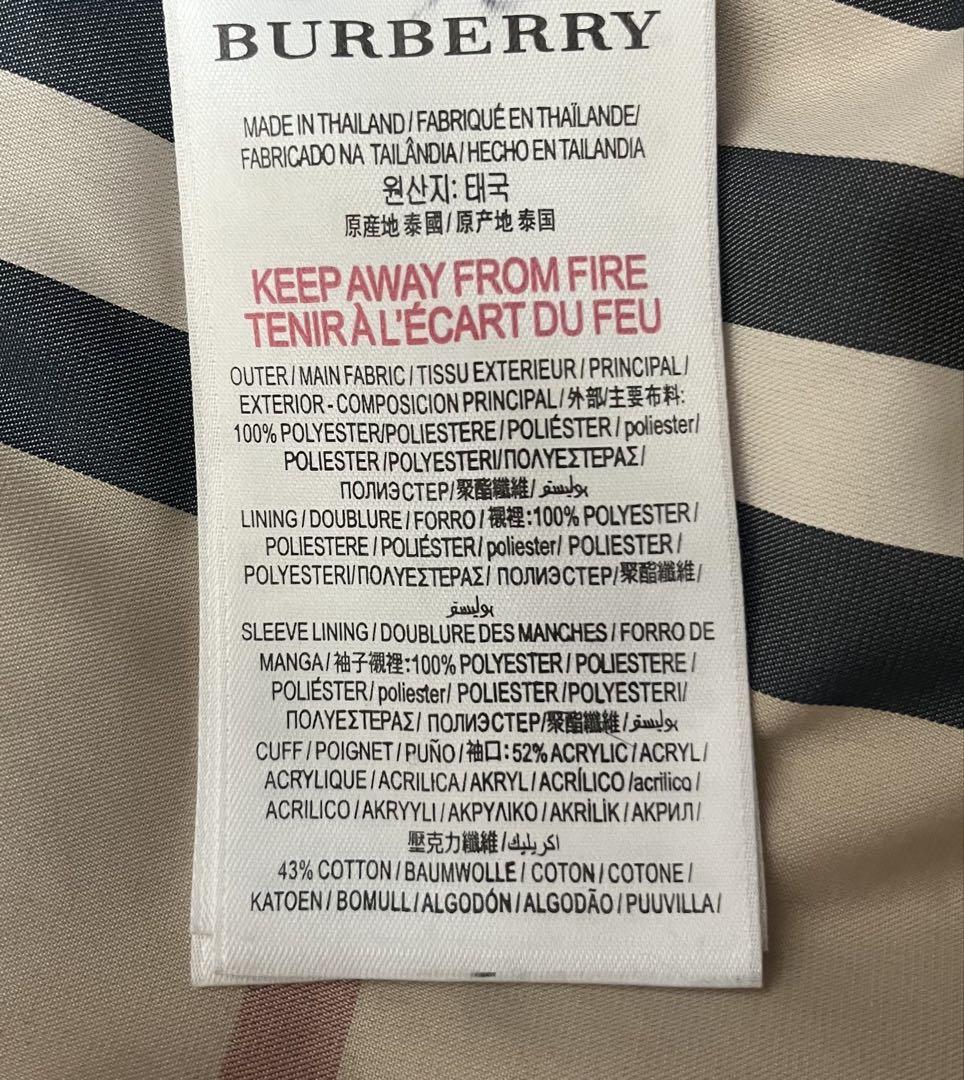 BURBERRY
MADE IN THAILAND / FABRIQUÉ EN THAÏLANDE/
FABRICADO NA TAILÂNDIA / HECHO EN TAILANDIA
원산지: 태국
原産地 泰國 / 原产地 泰国
KEEP AWAY FROM FIRE
TENIR À L'ÉCART DU FEU
OUTER / MAIN FABRIC / TISSU EXTERIEUR / PRINCIPAL /
EXTERIOR - COMPOSICION PRINCIPAL / 外部/主要布料:
100% POLYESTER/POLIESTERE / POLIÉSTER / poliester/
POLIESTER /POLYESTERI/ΠΟΛΥΕΣΤΕΡΑΣ/
ПОЛИЭСТЕР/聚酯纖維/ بوليستر
LINING / DOUBLURE / FORRO / 襯裡:100% POLYESTER /
POLIESTERE / POLIÉSTER/ poliester/ POLIESTER /
POLYESTERI/ΠΟΛΥΕΣΤΕΡΑΣ/ ПОЛИЭСТЕР/聚酯纖維/
بوليستر
SLEEVE LINING / DOUBLURE DES MANCHES / FORRO DE
MANGA / 袖子襯裡:100% POLYESTER / POLIESTERE /
POLIÉSTER / poliester/ POLIESTER /POLYESTERI/
ΠΟΛΥΕΣΤΕΡΑΣ/ ПОЛИЭСТЕР/聚酯纖維/ بوليستر
CUFF / POIGNET / PUÑO / 袖口: 52% ACRYLIC / ACRYL /
ACRYLIQUE / ACRILICA / AKRYL / ACRÍLICO /acrilico /
ACRILICO / AKRYYLI / ΑΚΡΥΛΙΚΟ / AKRİLİK / АКРИЛ /
壓克力纖維 / اكريليك
43% COTTON / BAUMWOLLE / COTON / COTONE /
KATOEN / BOMULL / ALGODÓN / ALGODÃO / PUUVILLA /